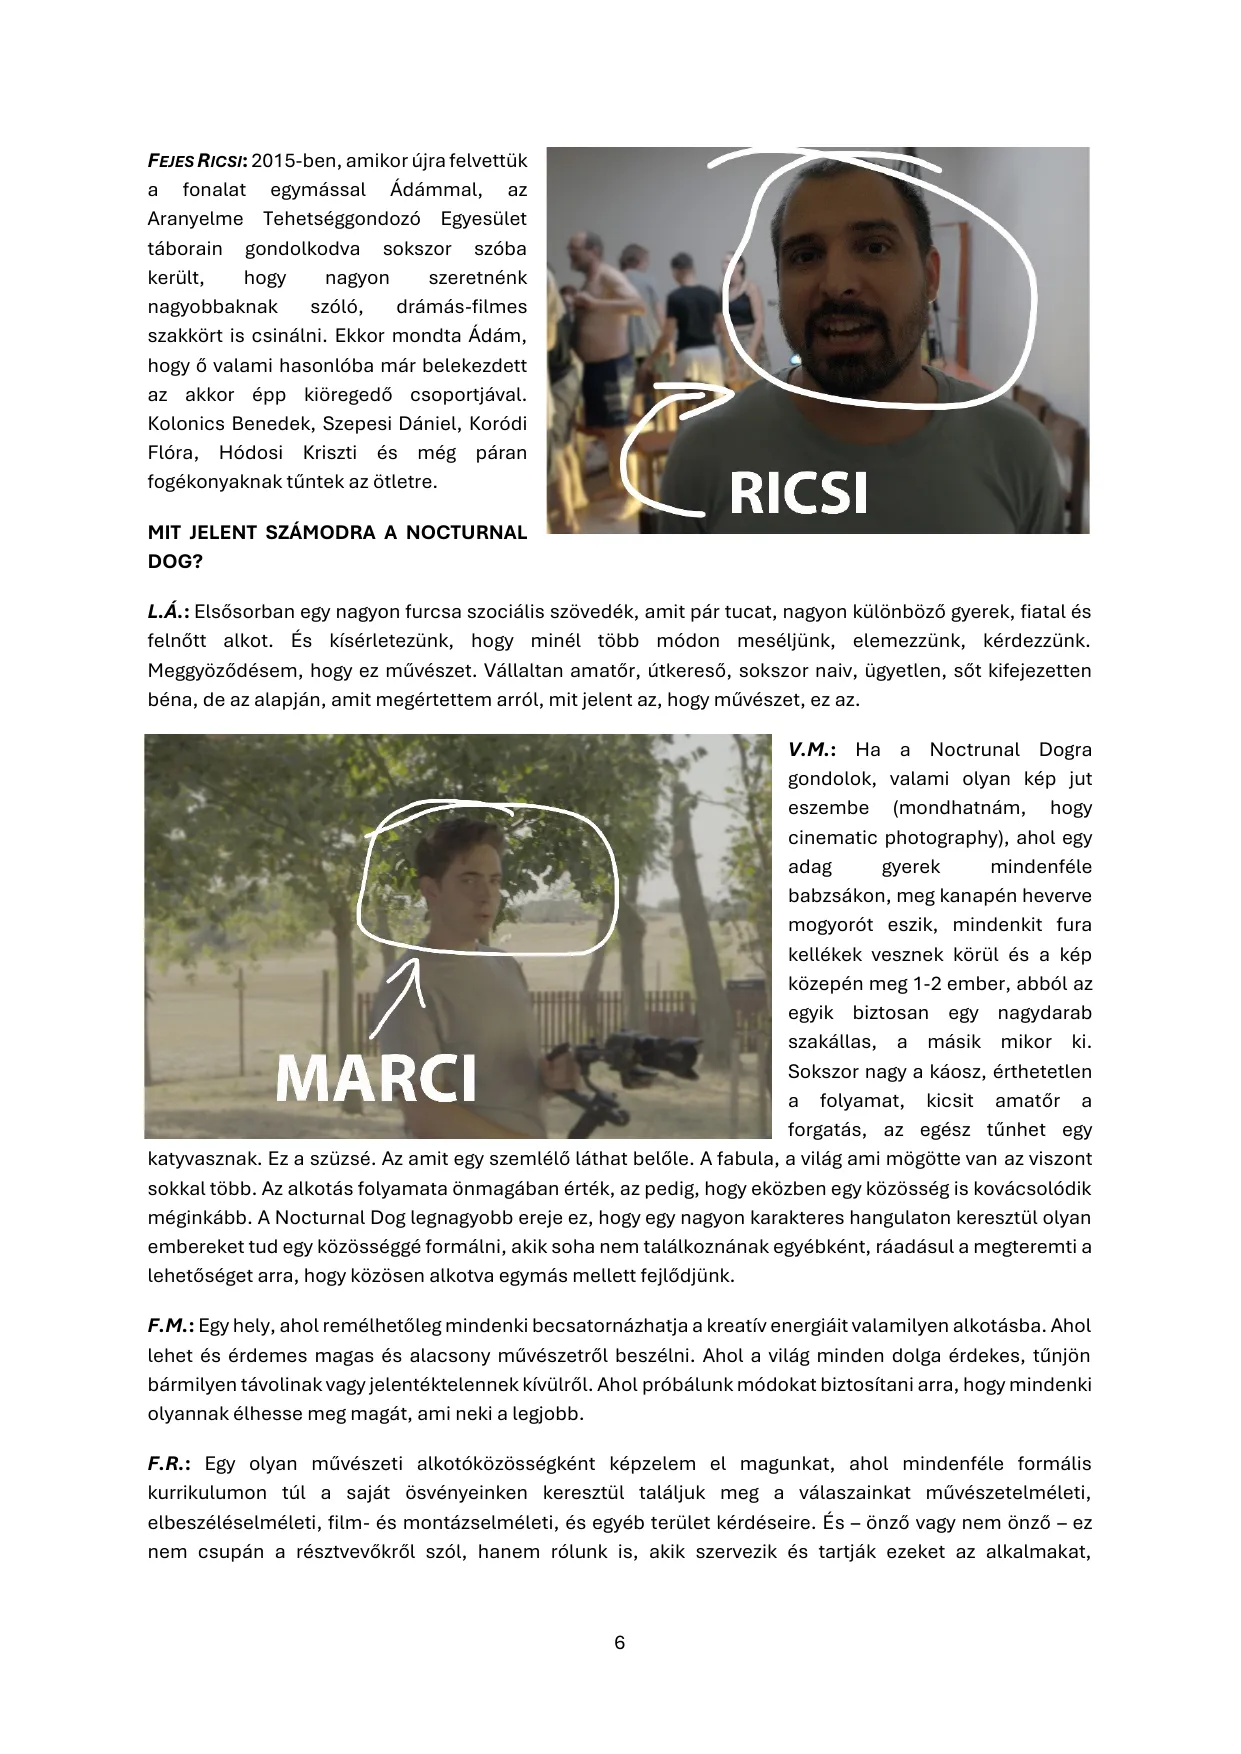 FEJES RICSI: 2015-ben, amikor újra felvettük
a fonalat egymással Ádámmal, az
Aranyelme Tehetséggondozó Egyesület
táborain gondolkodva sokszor szóba
került, hogy nagyon szeretnénk
nagyobbaknak szóló, drámás-filmes
szakkört is csinálni. Ekkor mondta Ádám,
hogy ő valami hasonlóba már belekezdett
az akkor épp kiöregedő csoportjával.
Kolonics Benedek, Szepesi Dániel, Koródi
Flóra, Hódosi Kriszti és még páran
fogékonyaknak tűntek az ötletre.
RICSI
MIT JELENT SZÁMODRA A NOCTURNAL
DOG?
L.Á.: Elsősorban egy nagyon furcsa szociális szövedék, amit pár tucat, nagyon különböző gyerek, fiatal és
felnőtt alkot. És kísérletezünk, hogy minél több módon meséljünk, elemezzünk, kérdezzünk.
Meggyöződésem, hogy ez művészet. Vállaltan amatőr, útkereső, sokszor naiv, ügyetlen, sőt kifejezetten
béna, de az alapján, amit megértettem arról, mit jelent az, hogy művészet, ez az.
MARCI
V.M.: Ha a Noctrunal Dogra
gondolok, valami olyan kép jut
eszembe (mondhatnám, hogy
cinematic photography), ahol egy
adag gyerek mindenféle
babzsákon, meg kanapén heverve
mogyorót eszik, mindenkit fura
kellékek vesznek körül és a kép
közepén meg 1-2 ember, abból az
egyik biztosan egy nagydarab
szakállas, a másik mikor ki.
Sokszor nagy a káosz, érthetetlen
a folyamat, kicsit amatőr a
forgatás, az egész tűnhet egy
katyvasznak. Ez a szüzsé. Az amit egy szemlélő láthat belőle. A fabula, a világ ami mögötte van az viszont
sokkal több. Az alkotás folyamata önmagában érték, az pedig, hogy eközben egy közösség is kovácsolódik
méginkább. A Nocturnal Dog legnagyobb ereje ez, hogy egy nagyon karakteres hangulaton keresztül olyan
embereket tud egy közösséggé formálni, akik soha nem találkoznának egyébként, ráadásul a megteremti a
lehetőséget arra, hogy közösen alkotva egymás mellett fejlődjünk.
F.M.: Egy hely, ahol remélhetőleg mindenki becsatornázhatja a kreatív energiáit valamilyen alkotásba. Ahol
lehet és érdemes magas és alacsony művészetről beszélni. Ahol a világ minden dolga érdekes, tűnjön
bármilyen távolinak vagy jelentéktelennek kívülről. Ahol próbálunk módokat biztosítani arra, hogy mindenki
olyannak élhesse meg magát, ami neki a legjobb.
F.R.: Egy olyan művészeti alkotóközösségként képzelem el magunkat, ahol mindenféle formális
kurrikulumon túl a saját ösvényeinken keresztül találjuk meg a válaszainkat művészetelméleti,
elbeszéléselméleti, film- és montázselméleti, és egyéb terület kérdéseire. És – önző vagy nem önző – ez
nem csupán a résztvevőkről szól, hanem rólunk is, akik szervezik és tartják ezeket az alkalmakat,
6